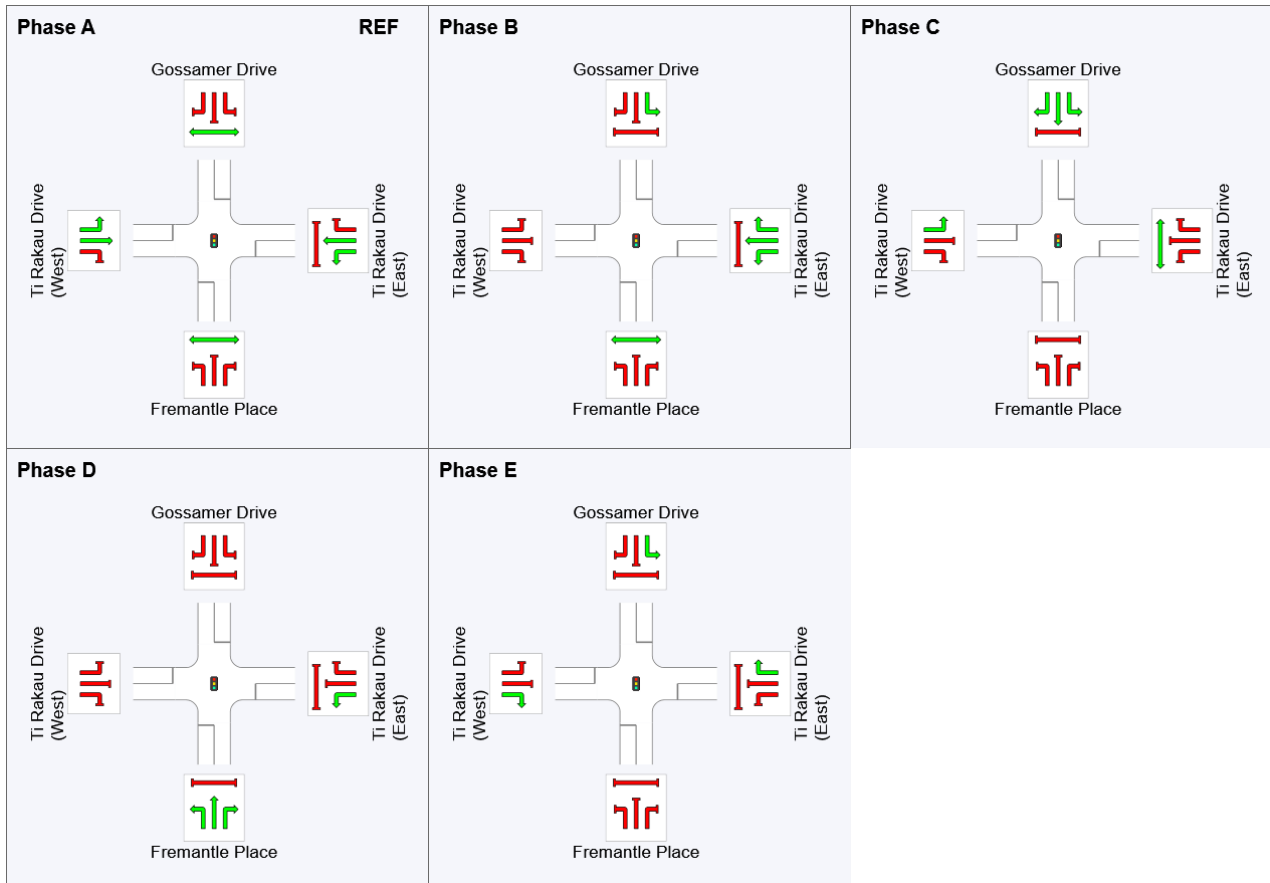 Phase A
REF
Gossamer Drive
Ti Rakau Drive
(West)
Ti Rakau Drive
(East)
Fremantle Place
Phase B
Gossamer Drive
Ti Rakau Drive
(West)
Ti Rakau Drive
(East)
Fremantle Place
Phase C
Gossamer Drive
Ti Rakau Drive
(West)
Ti Rakau Drive
(East)
Fremantle Place
Phase D
Gossamer Drive
Ti Rakau Drive
(West)
Ti Rakau Drive
(East)
Fremantle Place
Phase E
Gossamer Drive
Ti Rakau Drive
(West)
Ti Rakau Drive
(East)
Fremantle Place